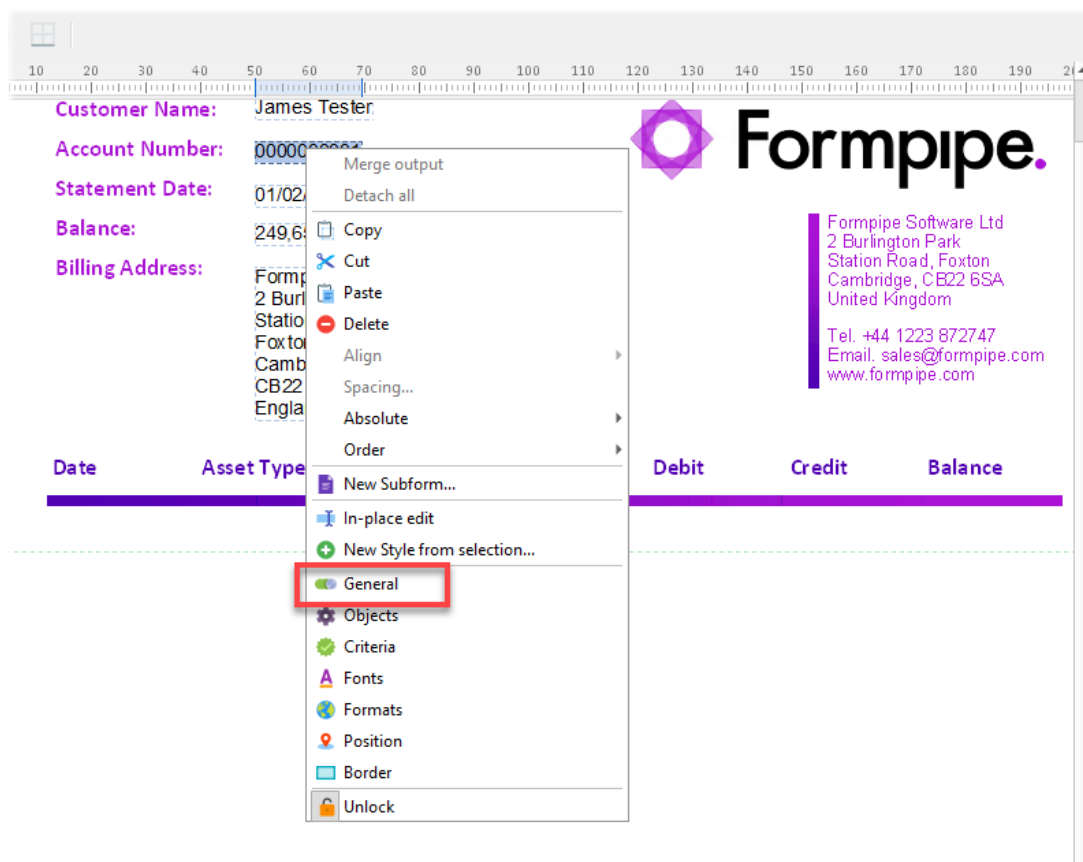 10 20 30 40 50 60 70 80 90 100 110 120 130 140 150 160 170 180 190
Customer Name: James Tester
Account Number:
Statement Date: 01/02/
Balance: 249,6
Billing Address:
Formp
2 Burl
Statio
Foxto
Camb
CB22
Engla
Formpipe.
Formpipe Software Ltd
2 Burlington Park
Station Road, Foxton
Cambridge, CB22 6SA
United Kingdom
Tel. +44 1223 872747
Email. sales@formpipe.com
www.formpipe.com
Date Asset Type Debit Credit Balance
Merge output
Detach all
Copy
Cut
Paste
Delete
Align
Spacing...
Absolute
Order
New Subform...
In-place edit
New Style from selection...
General
Objects
Criteria
Fonts
Formats
Position
Border
Unlock